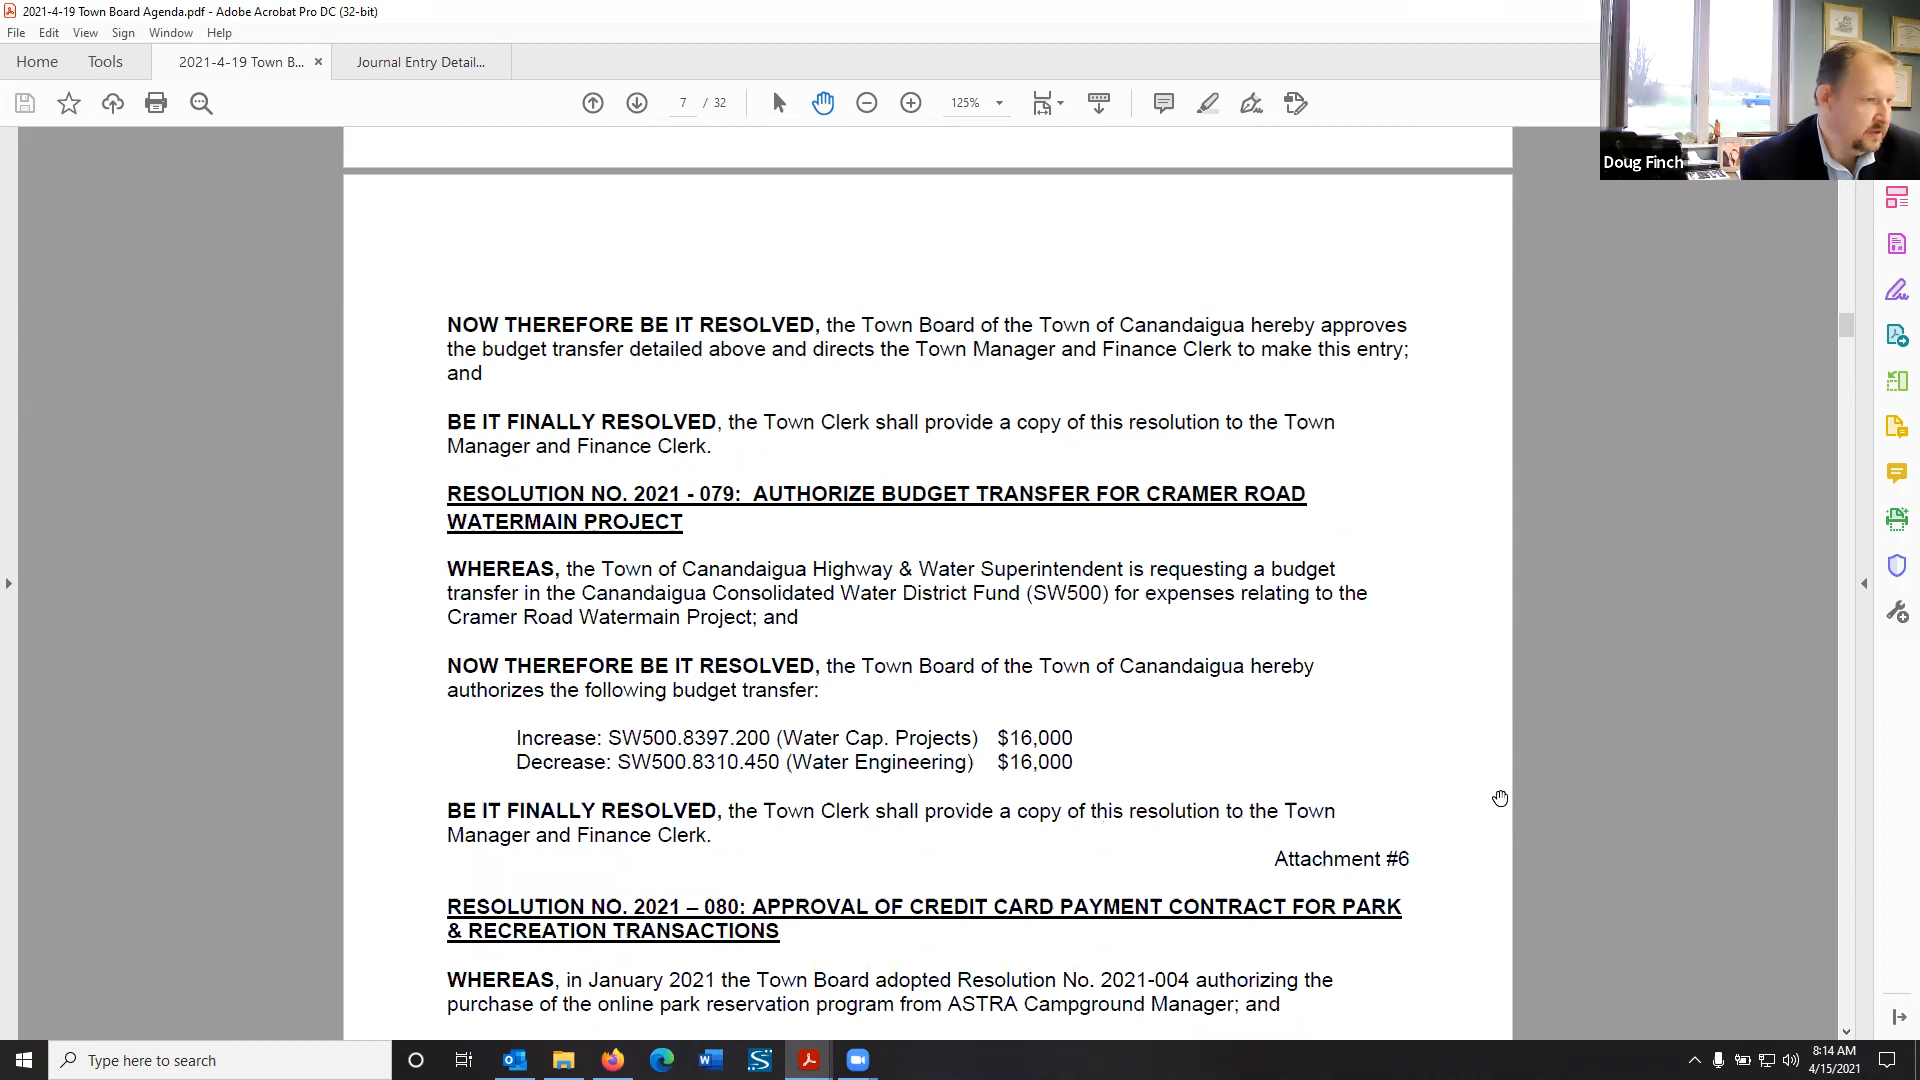 2021-4-19 Town Board Agenda.pdf - Adobe Acrobat Pro DC (32-bit)
File Edit View Sign Window Help
Home Tools 2021-4-19 Town B... × Journal Entry Detail...
7 / 32 125%
Doug Finch
NOW THEREFORE BE IT RESOLVED, the Town Board of the Town of Canandaigua hereby approves
the budget transfer detailed above and directs the Town Manager and Finance Clerk to make this entry;
and
BE IT FINALLY RESOLVED, the Town Clerk shall provide a copy of this resolution to the Town
Manager and Finance Clerk.
RESOLUTION NO. 2021 - 079: AUTHORIZE BUDGET TRANSFER FOR CRAMER ROAD
WATERMAIN PROJECT
WHEREAS, the Town of Canandaigua Highway & Water Superintendent is requesting a budget
transfer in the Canandaigua Consolidated Water District Fund (SW500) for expenses relating to the
Cramer Road Watermain Project; and
NOW THEREFORE BE IT RESOLVED, the Town Board of the Town of Canandaigua hereby
authorizes the following budget transfer:
Increase: SW500.8397.200 (Water Cap. Projects) $16,000
Decrease: SW500.8310.450 (Water Engineering) $16,000
BE IT FINALLY RESOLVED, the Town Clerk shall provide a copy of this resolution to the Town
Manager and Finance Clerk.
Attachment #6
RESOLUTION NO. 2021 – 080: APPROVAL OF CREDIT CARD PAYMENT CONTRACT FOR PARK
& RECREATION TRANSACTIONS
WHEREAS, in January 2021 the Town Board adopted Resolution No. 2021-004 authorizing the
purchase of the online park reservation program from ASTRA Campground Manager; and
Type here to search
8:14 AM
4/15/2021